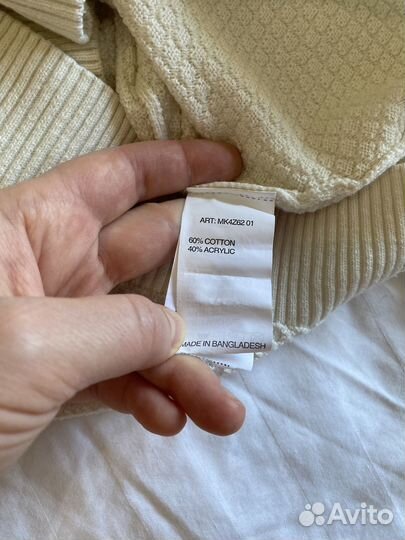 ART: MK4Z62 01
60% COTTON
40% ACRYLIC
MADE IN BANGLADESH
Avito